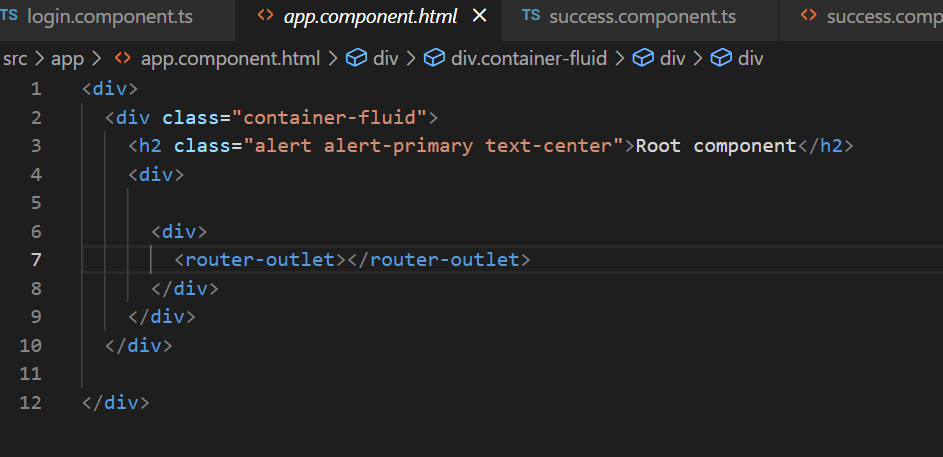 TS login.component.ts <> app.component.html × TS success.component.ts <> success.comp
src > app > <> app.component.html > div > div.container-fluid > div > div
1 <div>
2 <div class="container-fluid">
3 <h2 class="alert alert-primary text-center">Root component</h2>
4 <div>
5
6 <div>
7 <router-outlet></router-outlet>
8 </div>
9 </div>
10 </div>
11
12 </div>